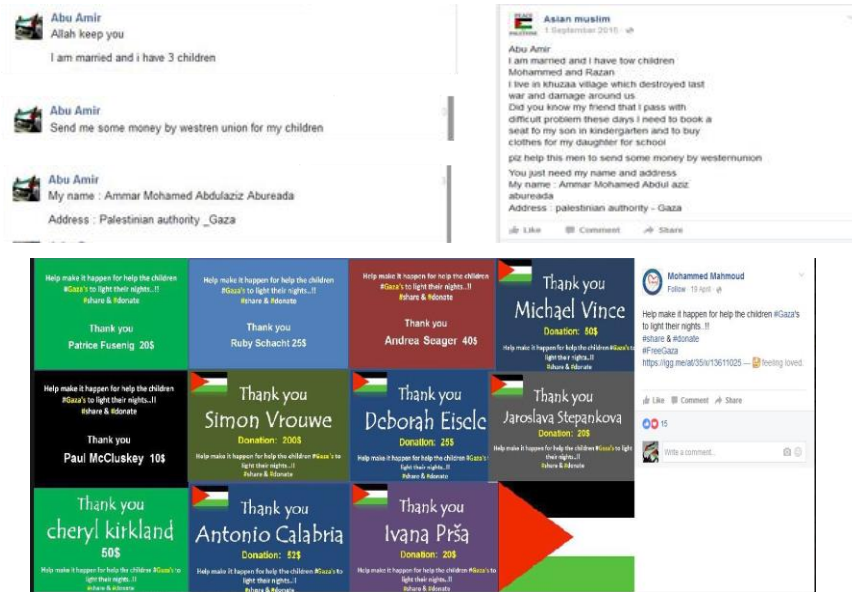 Abu Amir
Allah keep you
I am married and i have 3 children
Abu Amir
Send me some money by westren union for my children
Abu Amir
My name : Ammar Mohamed Abdulaziz Abureada
Address : Palestinian authority _Gaza
PEACE
PALESTINE
Asian muslim
1 September 2015
Abu Amir
I am married and I have tow children
Mohammed and Razan
I live in khuzaa village which destroyed last
war and damage around us
Did you know my friend that I pass with
difficult problem these days I need to book a
seat fo my son in kindergarten and to buy
clothes for my daughter for school
plz help this men to send some money by westernunion
You just need my name and address
My name : Ammar Mohamed Abdul aziz
abureada
Address : palestinian authority - Gaza
Like Comment Share
Help make it happen for help the children
#Gaza's to light their nights..!!
#share & #donate
Thank you
Patrice Fusenig 20$
Help make it happen for help the children
#Gaza's to light their nights..!!
#share & #donate
Thank you
Ruby Schacht 25$
Help make it happen for help the children
#Gaza's to light their nights..!!
#share & #donate
Thank you
Andrea Seager 40$
Thank you
Michael Vince
Donation: 50$
Help make it happen for help the children #Gaza's to
light their nights..!!
#share & #donate
Help make it happen for help the children
#Gaza's to light their nights..!!
#share & #donate
Thank you
Paul McCluskey 10$
Thank you
Simon Vrouwe
Donation: 200$
Help make it happen for help the children #Gaza's to
light their nights..!!
#share & #donate
Thank you
Deborah Eisele
Donation: 25$
Help make it happen for help the children #Gaza's to
light their nights..!!
#share & #donate
Thank you
Jaroslava Stepankova
Donation: 20$
Help make it happen for help the children #Gaza's to light
their nights..!!
#share & #donate
Thank you
cheryl kirkland
50$
Help make it happen for help the children #Gaza's to
light their nights..!!
#share & #donate
Thank you
Antonio Calabria
Donation: 52$
Help make it happen for help the children #Gaza's to
light their nights..!!
#share & #donate
Thank you
Ivana Prša
Donation: 20$
Help make it happen for help the children #Gaza's to
light their nights..!!
#share & #donate
Mohammed Mahmoud
Follow · 19 April
Help make it happen for help the children #Gaza's
to light their nights..!!
#share & #donate
#FreeGaza
https://igg.me/at/35/x/13611025 — feeling loved.
Like Comment Share
15
Write a comment...